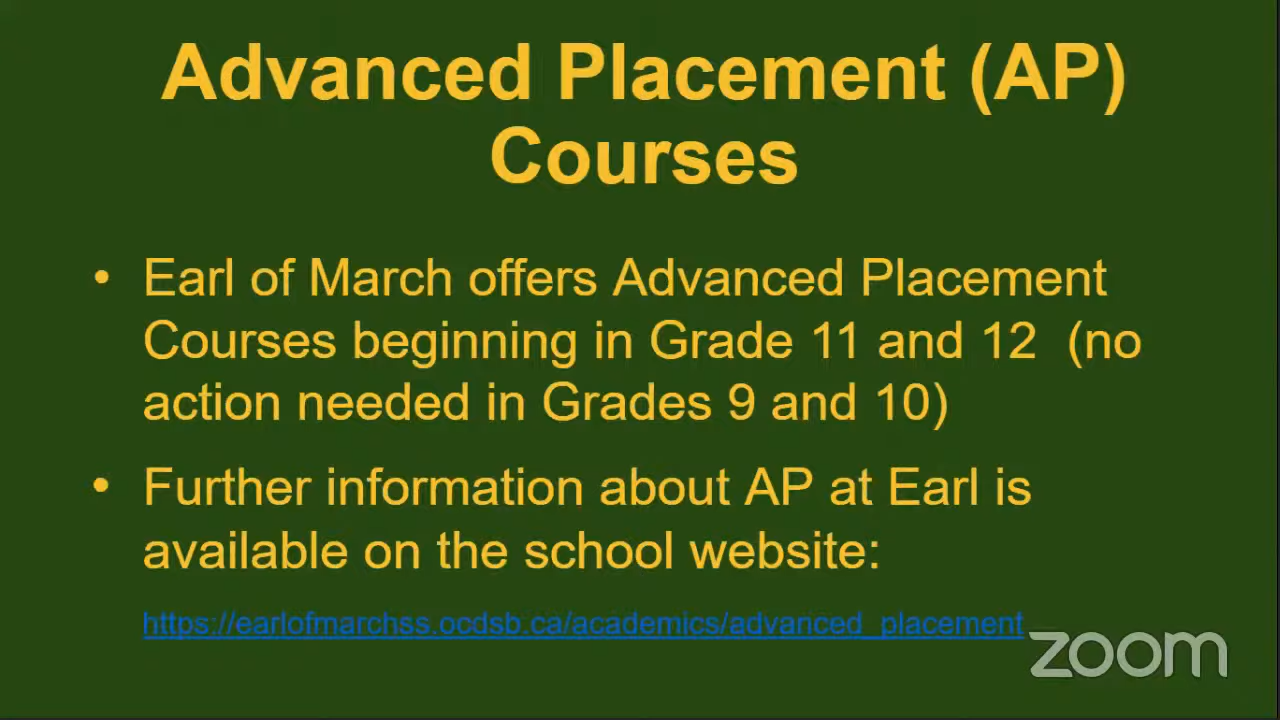 Advanced Placement (AP)
Courses
• Earl of March offers Advanced Placement
Courses beginning in Grade 11 and 12 (no
action needed in Grades 9 and 10)
• Further information about AP at Earl is
available on the school website:
https://earlofmarchss.ocdsb.ca/academics/advanced_placement
zoom